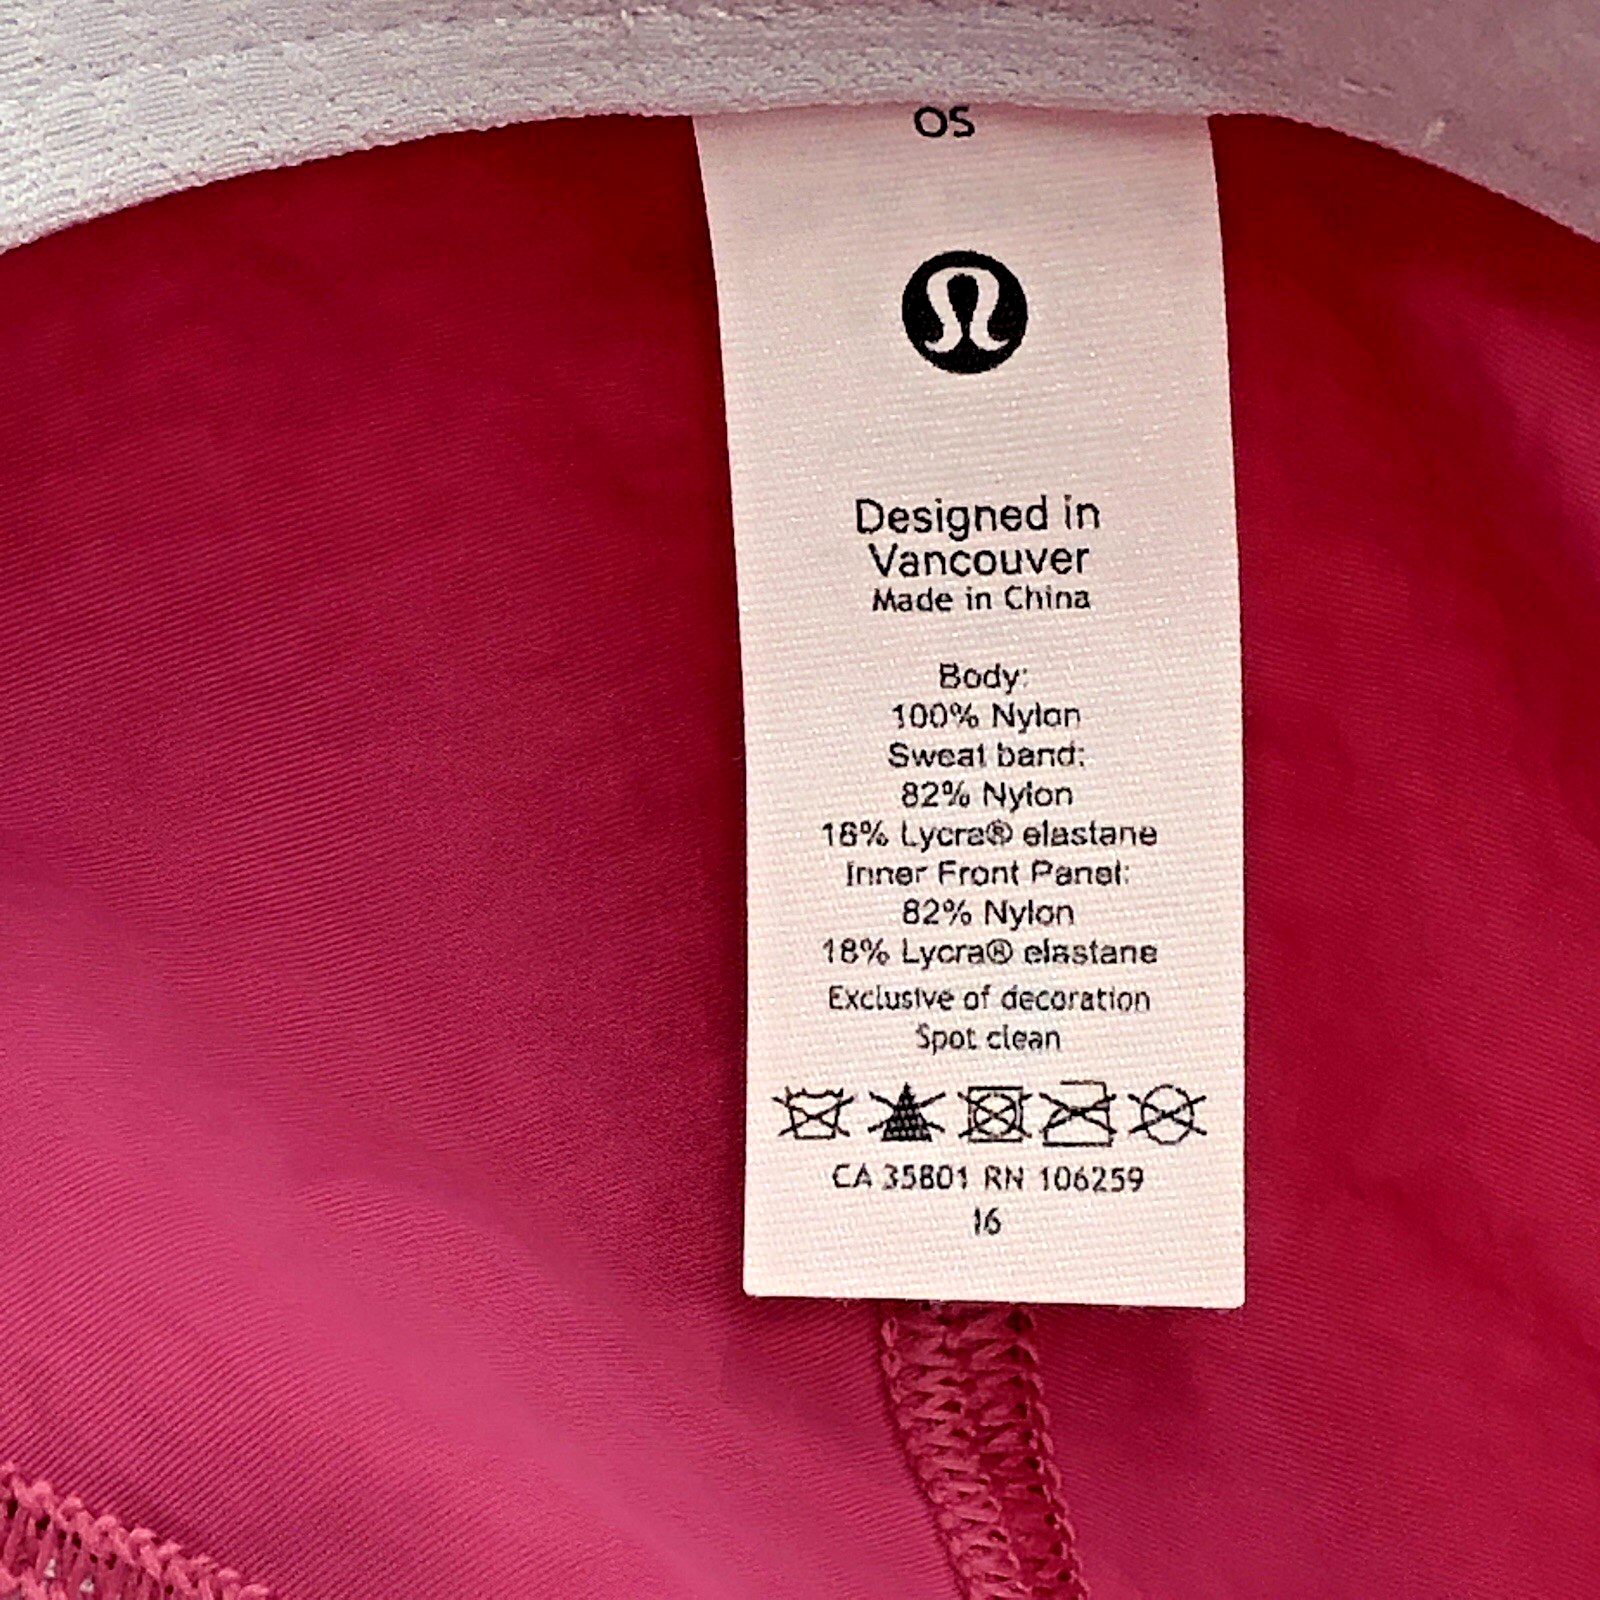 OS
Designed in
Vancouver
Made in China
Body:
100% Nylon
Sweat band:
82% Nylon
18% Lycra® elastane
Inner Front Panel:
82% Nylon
18% Lycra® elastane
Exclusive of decoration
Spot clean
CA 35801 RN 106259
16